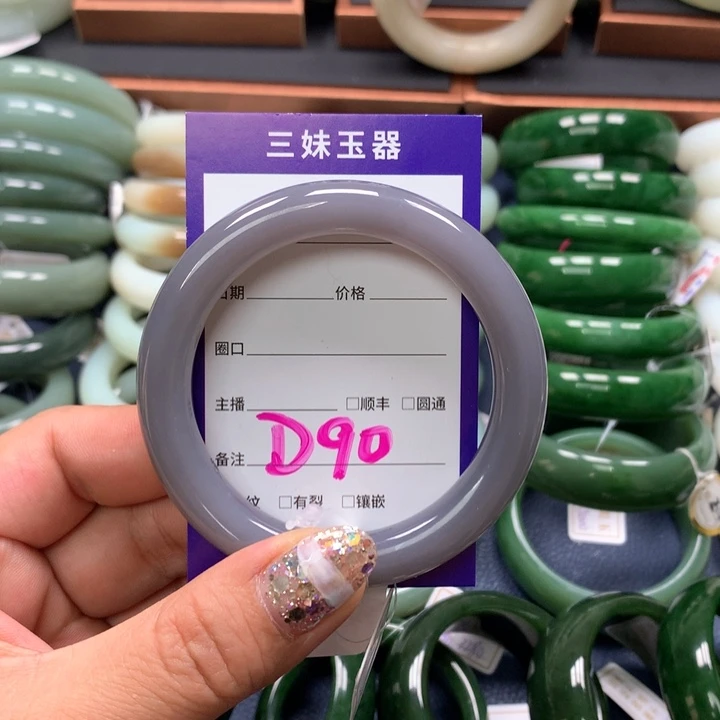 三妹玉器
期 价格
圈口
主播 □顺丰 □圆通
备注 D90
纹 □有裂 □镶嵌